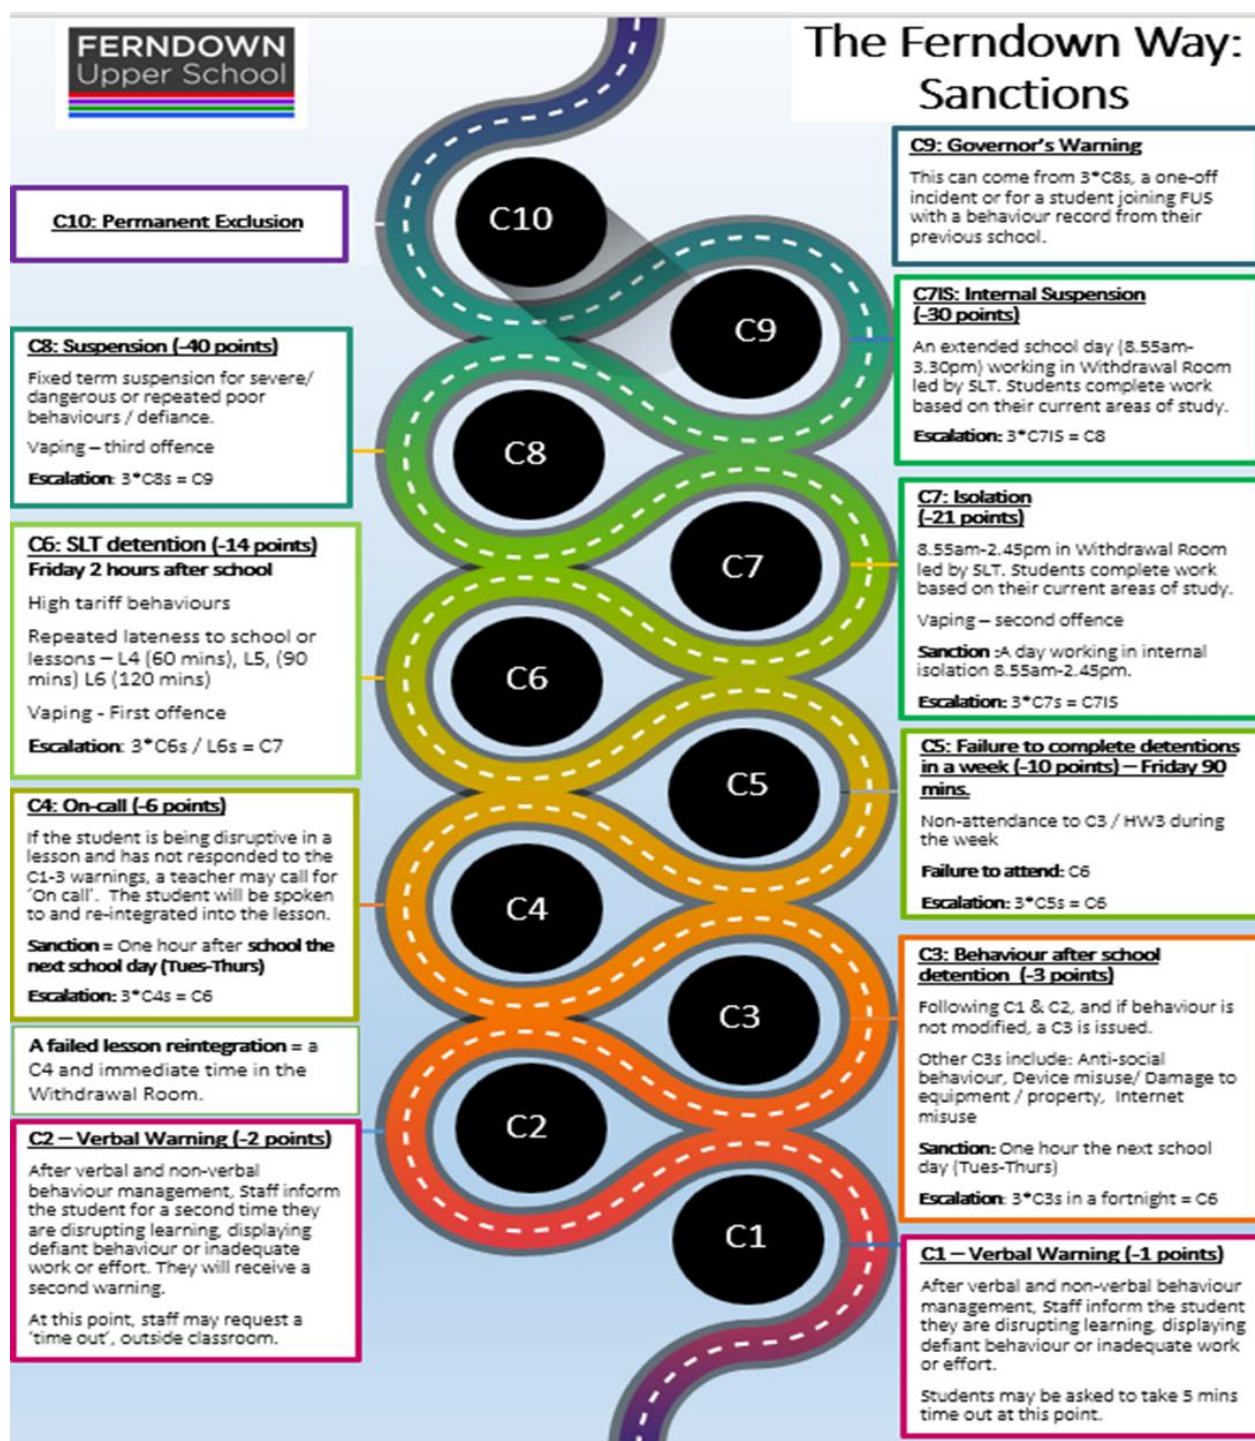 FERNDOWN
Upper School
The Ferndown Way:
Sanctions
C10: Permanent Exclusion
C9: Governor's Warning
This can come from 3*C8s, a one-off
incident or for a student joining FUS
with a behaviour record from their
previous school.
C8: Suspension (-40 points)
Fixed term suspension for severe/
dangerous or repeated poor
behaviours / defiance.
Vaping – third offence
Escalation: 3*C8s = C9
C7IS: Internal Suspension
(-30 points)
An extended school day (8.55am-
3.30pm) working in Withdrawal Room
led by SLT. Students complete work
based on their current areas of study.
Escalation: 3*C7IS = C8
C7: Isolation
(-21 points)
8.55am-2.45pm in Withdrawal Room
led by SLT. Students complete work
based on their current areas of study.
Vaping – second offence
Sanction :A day working in internal
isolation 8.55am-2.45pm.
Escalation: 3*C7s = C7IS
C6: SLT detention (-14 points)
Friday 2 hours after school
High tariff behaviours
Repeated lateness to school or
lessons – L4 (60 mins), L5, (90
mins) L6 (120 mins)
Vaping - First offence
Escalation: 3*C6s / L6s = C7
C5: Failure to complete detentions
in a week (-10 points) – Friday 90
mins.
Non-attendance to C3 / HW3 during
the week
Failure to attend: C6
Escalation: 3*C5s = C6
C4: On-call (-6 points)
If the student is being disruptive in a
lesson and has not responded to the
C1-3 warnings, a teacher may call for
'On call'. The student will be spoken
to and re-integrated into the lesson.
Sanction = One hour after school the
next school day (Tues-Thurs)
Escalation: 3*C4s = C6
A failed lesson reintegration = a
C4 and immediate time in the
Withdrawal Room.
C3: Behaviour after school
detention (-3 points)
Following C1 & C2, and if behaviour is
not modified, a C3 is issued.
Other C3s include: Anti-social
behaviour, Device misuse/ Damage to
equipment / property, Internet
misuse
Sanction: One hour the next school
day (Tues-Thurs)
Escalation: 3*C3s in a fortnight = C6
C2 – Verbal Warning (-2 points)
After verbal and non-verbal
behaviour management, Staff inform
the student for a second time they
are disrupting learning, displaying
defiant behaviour or inadequate
work or effort. They will receive a
second warning.
At this point, staff may request a
'time out', outside classroom.
C1 – Verbal Warning (-1 points)
After verbal and non-verbal behaviour
management, Staff inform the student
they are disrupting learning, displaying
defiant behaviour or inadequate work
or effort.
Students may be asked to take 5 mins
time out at this point.
C10
C9
C8
C7
C6
C5
C4
C3
C2
C1